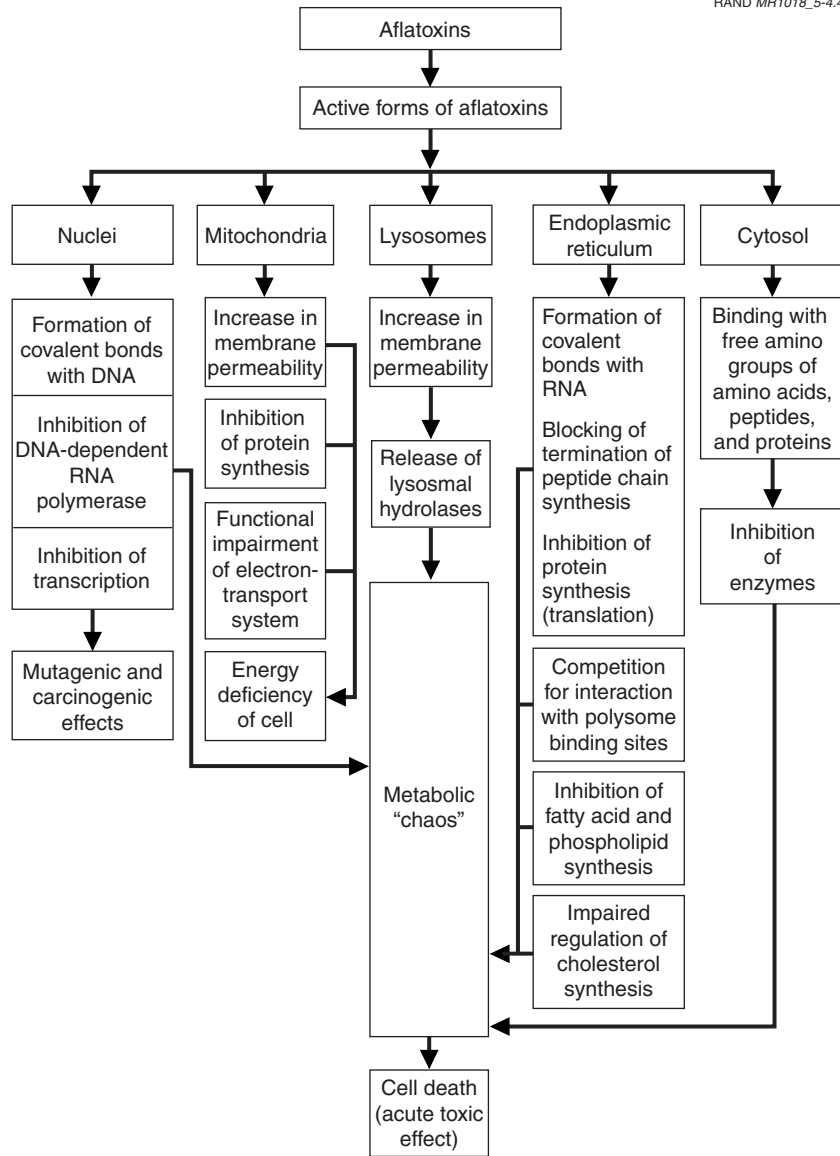 RAND MR1018_5-4.4
Aflatoxins
Active forms of aflatoxins
Nuclei
Mitochondria
Lysosomes
Endoplasmic
reticulum
Cytosol
Formation of
covalent bonds
with DNA
Inhibition of
DNA-dependent
RNA
polymerase
Inhibition of
transcription
Mutagenic and
carcinogenic
effects
Increase in
membrane
permeability
Inhibition
of protein
synthesis
Functional
impairment
of electron-
transport
system
Energy
deficiency
of cell
Increase in
membrane
permeability
Release of
lysosmal
hydrolases
Metabolic
“chaos”
Cell death
(acute toxic
effect)
Formation of
covalent
bonds with
RNA
Blocking of
termination of
peptide chain
synthesis
Inhibition of
protein
synthesis
(translation)
Competition
for interaction
with polysome
binding sites
Inhibition of
fatty acid and
phospholipid
synthesis
Impaired
regulation of
cholesterol
synthesis
Binding with
free amino
groups of
amino acids,
peptides,
and proteins
Inhibition
of
enzymes